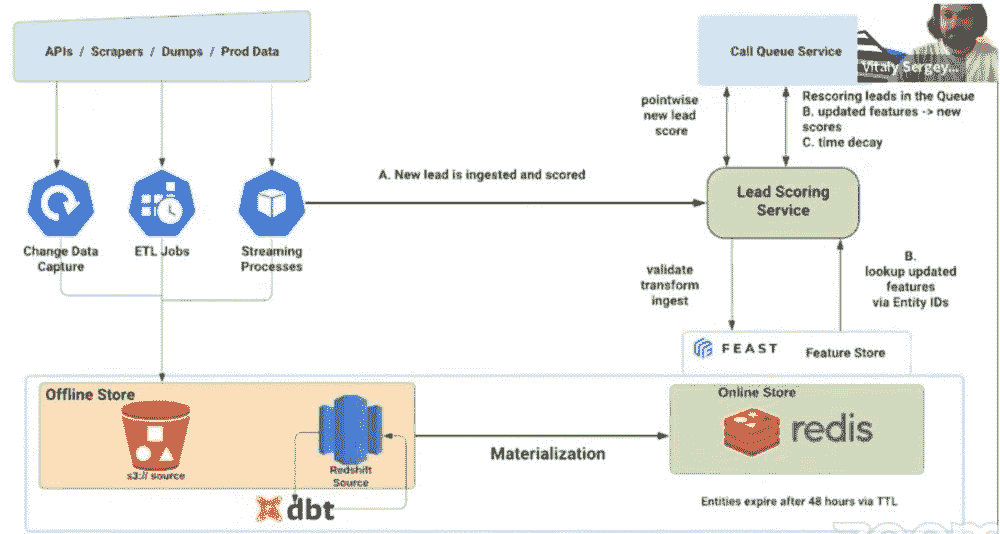 APIs / Scrapers / Dumps / Prod Data
Call Queue Service
Vitaly Sergey...
pointwise
new lead
score
Rescoring leads in the Queue
B. updated features -> new
scores
C. time decay
A. New lead is ingested and scored
Lead Scoring
Service
Change Data
Capture
ETL Jobs
Streaming
Processes
validate
transform
ingest
B.
lookup updated
features
via Entity IDs
FEAST
Feature Store
Offline Store
s3:// source
Redshift
Source
dbt
Materialization
Online Store
redis
Entities expire after 48 hours via TTL
zoom